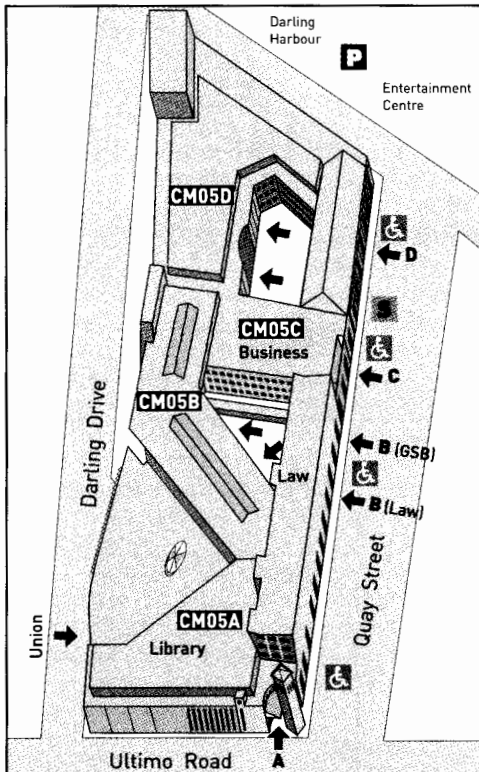 Darling
Harbour
P
Entertainment
Centre
CM05D
D
S
CM05C
Business
C
CM05B
B (GSB)
Law
B (Law)
Darling Drive
Quay Street
CM05A
Library
Union
Ultimo Road
A